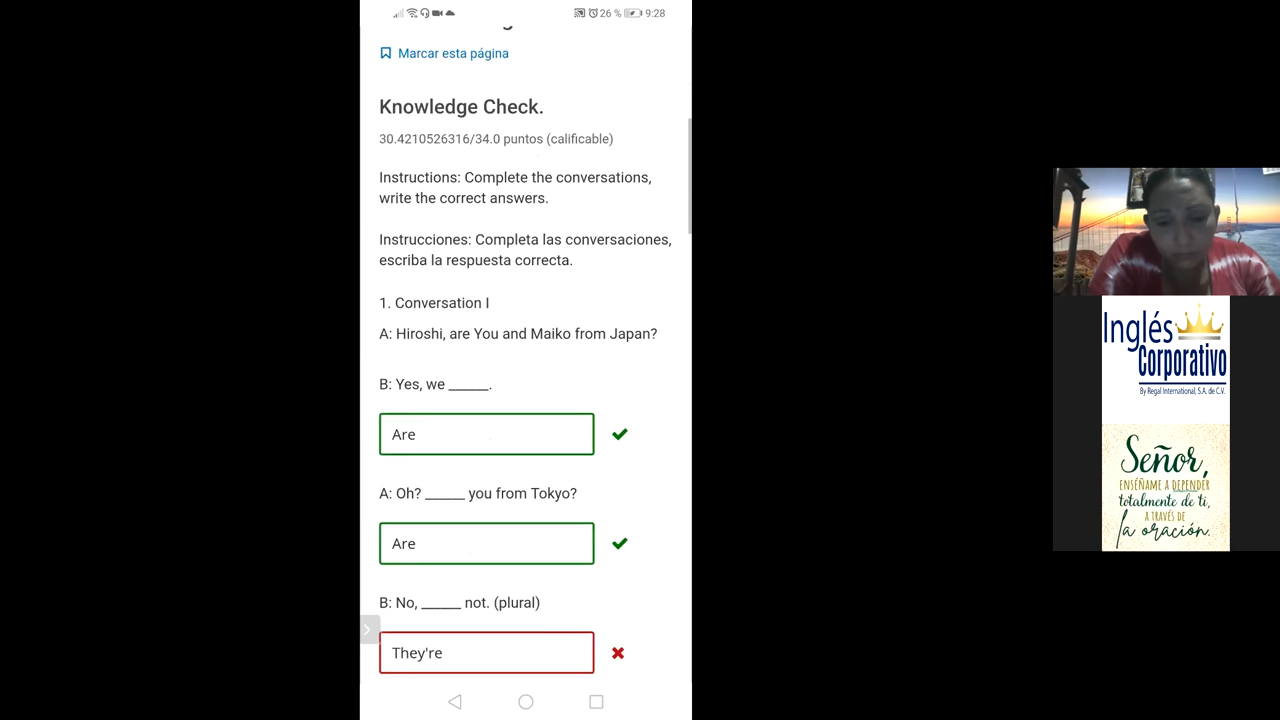 26 % 9:28
Marcar esta página
Knowledge Check.
30.4210526316/34.0 puntos (calificable)
Instructions: Complete the conversations,
write the correct answers.
Instrucciones: Completa las conversaciones,
escriba la respuesta correcta.
1. Conversation I
A: Hiroshi, are You and Maiko from Japan?
B: Yes, we ______.
Are
A: Oh? ______ you from Tokyo?
Are
B: No, ______ not. (plural)
They're
Inglés
Corporativo
By Regal International, S.A. de C.V.
Señor,
ENSÉÑAME A DEPENDER
totalmente de ti,
A TRAVÉS DE
la oración.